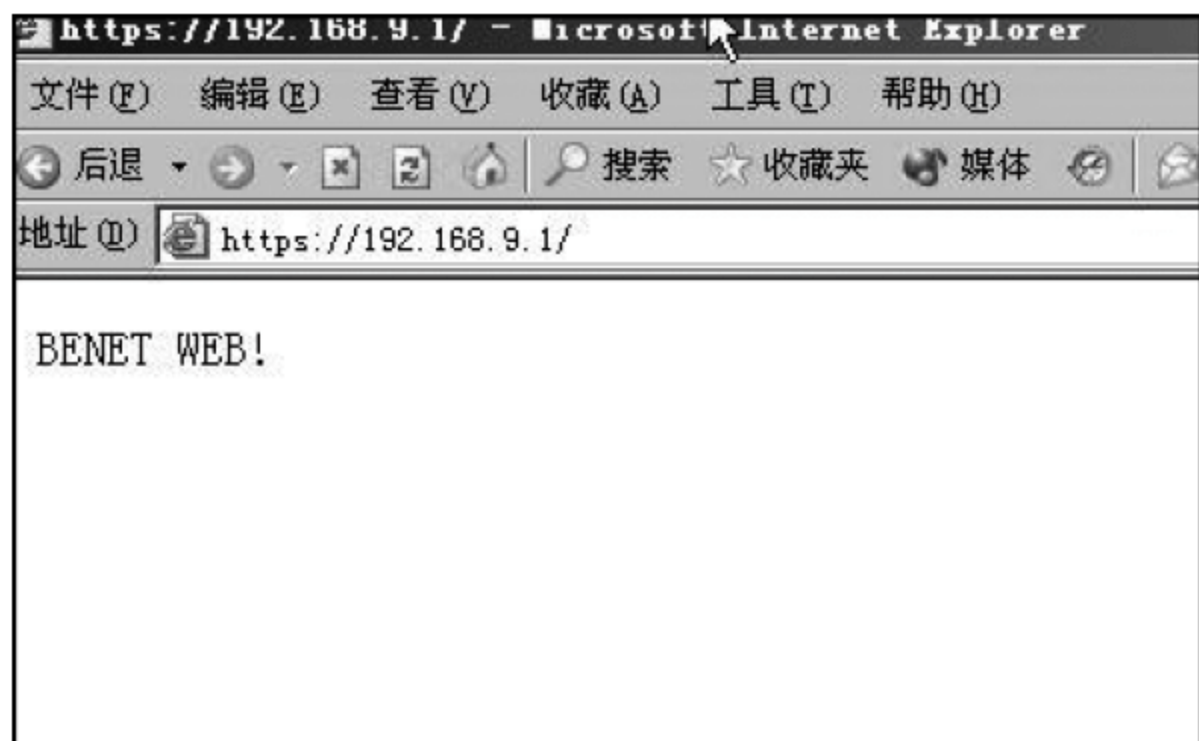 https://192.168.9.1/ - Microsoft Internet Explorer
文件(F) 编辑(E) 查看(V) 收藏(A) 工具(T) 帮助(H)
后退 搜索 收藏夹 媒体
地址(D) https://192.168.9.1/
BENET WEB!